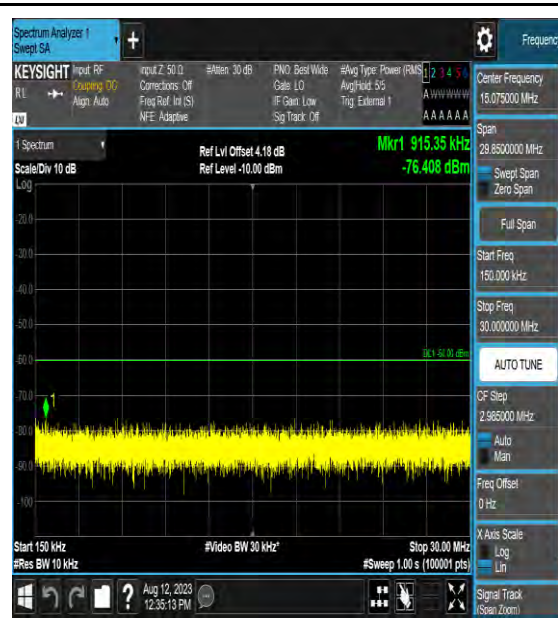 Spectrum Analyzer 1
Swept SA
Frequency
KEYSIGHT
RL
LXI
Input: RF
Coupling: DC
Align: Auto
Input Z: 50 Ω
Corrections: Off
Freq Ref: Int (S)
NFE: Adaptive
#Atten: 30 dB
PNO: Best Wide
Gate: LO
IF Gain: Low
Sig Track: Off
#Avg Type: Power (RMS
Avg|Hold: 5/5
Trig: External 1
1 2 3 4 5 6
A W W W W W
A A A A A A
1 Spectrum
Scale/Div 10 dB
Ref Lvl Offset 4.18 dB
Ref Level -10.00 dBm
Mkr1 915.35 kHz
-76.408 dBm
Log
-20.0
-30.0
-40.0
-50.0
-60.0
-70.0
-80.0
-90.0
-100
DL1 -60.00 dBm
1
Start 150 kHz
#Res BW 10 kHz
#Video BW 30 kHz*
Stop 30.00 MHz
#Sweep 1.00 s (100001 pts)
Aug 12, 2023
12:35:13 PM
Center Frequency
15.075000 MHz
Span
29.8500000 MHz
Swept Span
Zero Span
Full Span
Start Freq
150.000 kHz
Stop Freq
30.000000 MHz
AUTO TUNE
CF Step
2.985000 MHz
Auto
Man
Freq Offset
0 Hz
X Axis Scale
Log
Lin
Signal Track
(Span Zoom)